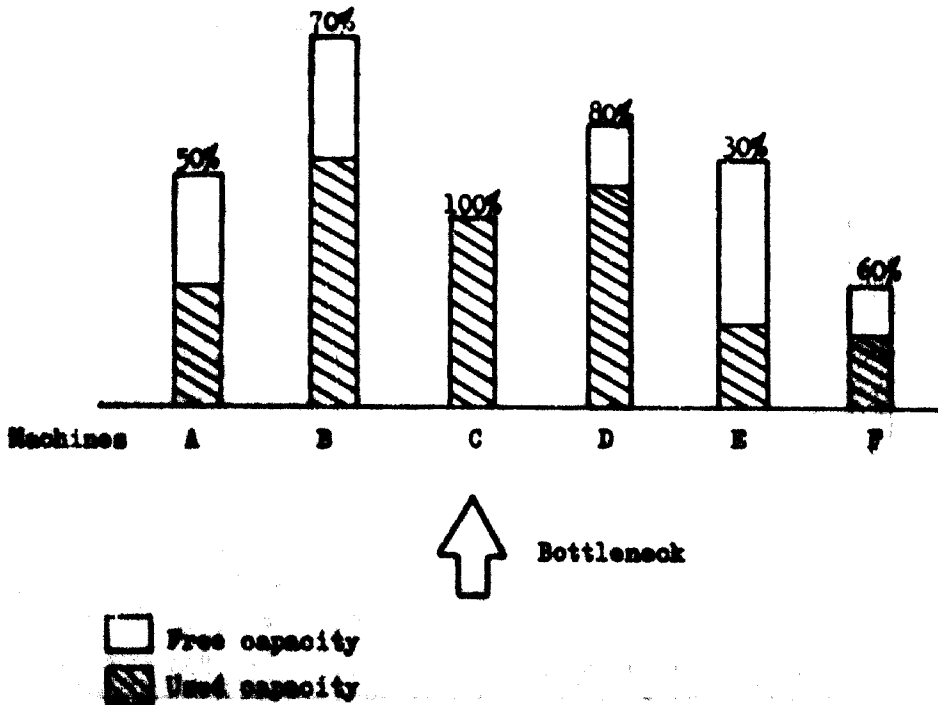 70%
80%
50%
30%
100%
60%
Machines A B C D E F
Bottleneck
Free capacity
Used capacity